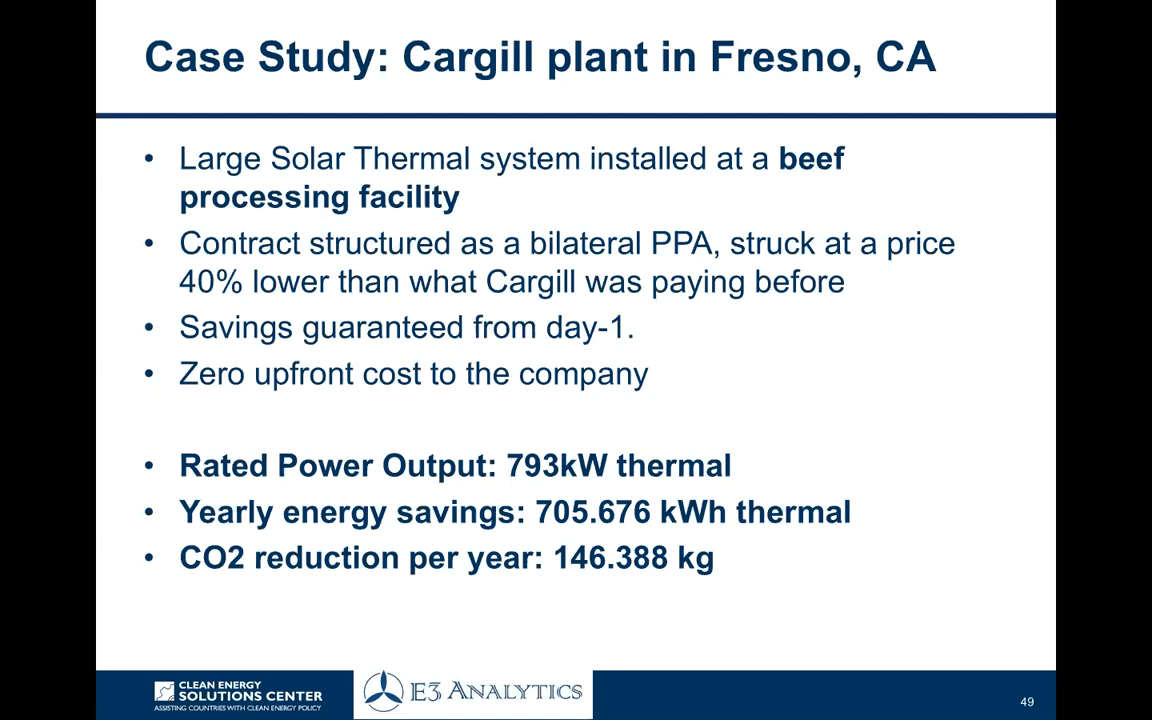 Case Study: Cargill plant in Fresno, CA
• Large Solar Thermal system installed at a beef
processing facility
• Contract structured as a bilateral PPA, struck at a price
40% lower than what Cargill was paying before
• Savings guaranteed from day-1.
• Zero upfront cost to the company
• Rated Power Output: 793kW thermal
• Yearly energy savings: 705.676 kWh thermal
• CO2 reduction per year: 146.388 kg
CLEAN ENERGY
SOLUTIONS CENTER
ASSISTING COUNTRIES WITH CLEAN ENERGY POLICY
E3 ANALYTICS
49